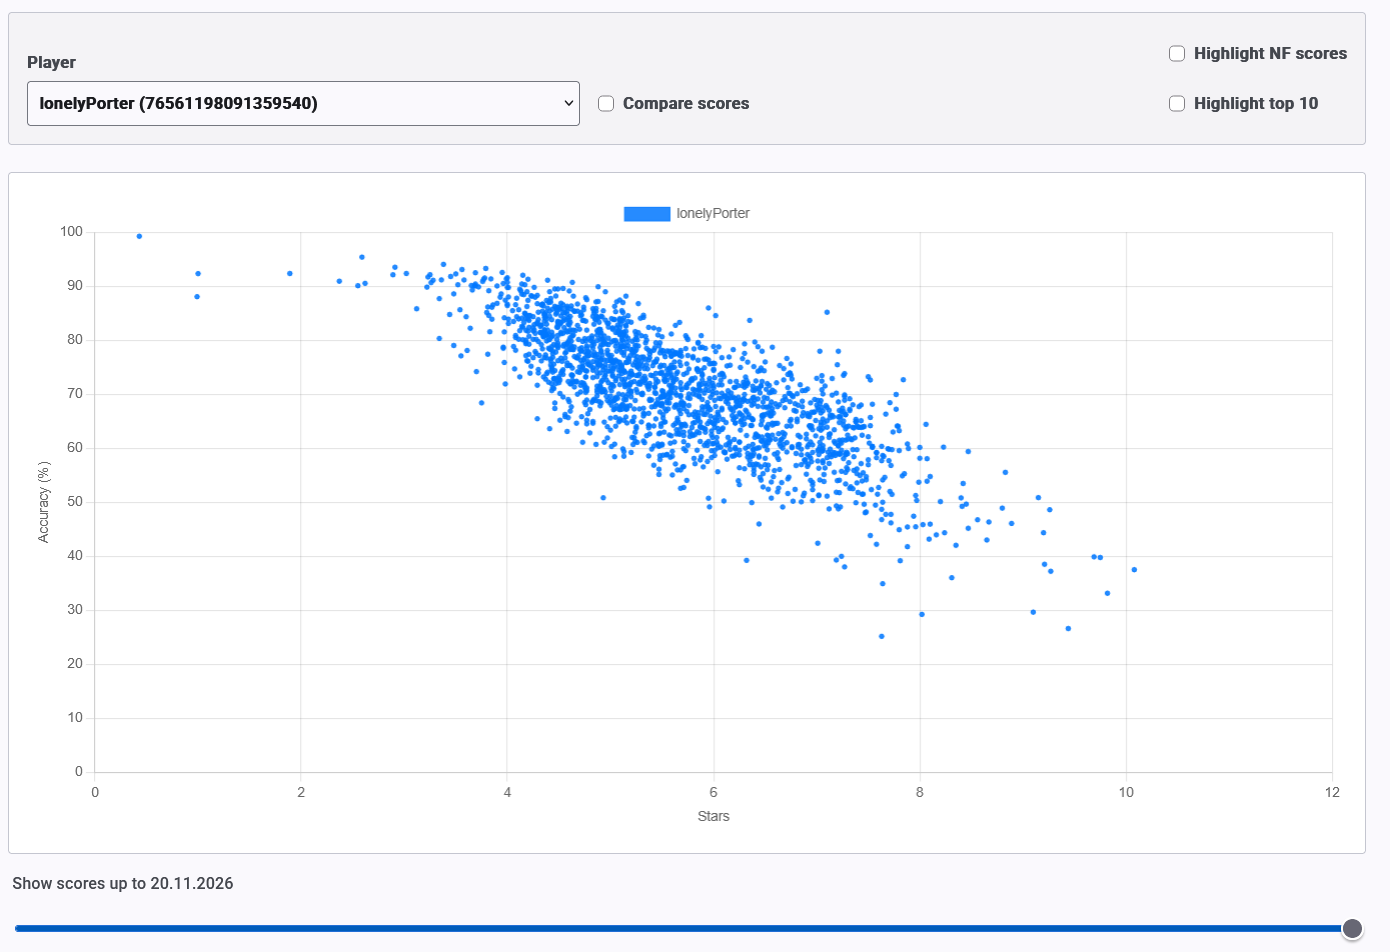 Player
Highlight NF scores
lonelyPorter (76561198091359540)
Compare scores
Highlight top 10
lonelyPorter
100
90
80
70
60
50
40
30
20
10
0
Accuracy (%)
0 2 4 6 8 10 12
Stars
Show scores up to 20.11.2026